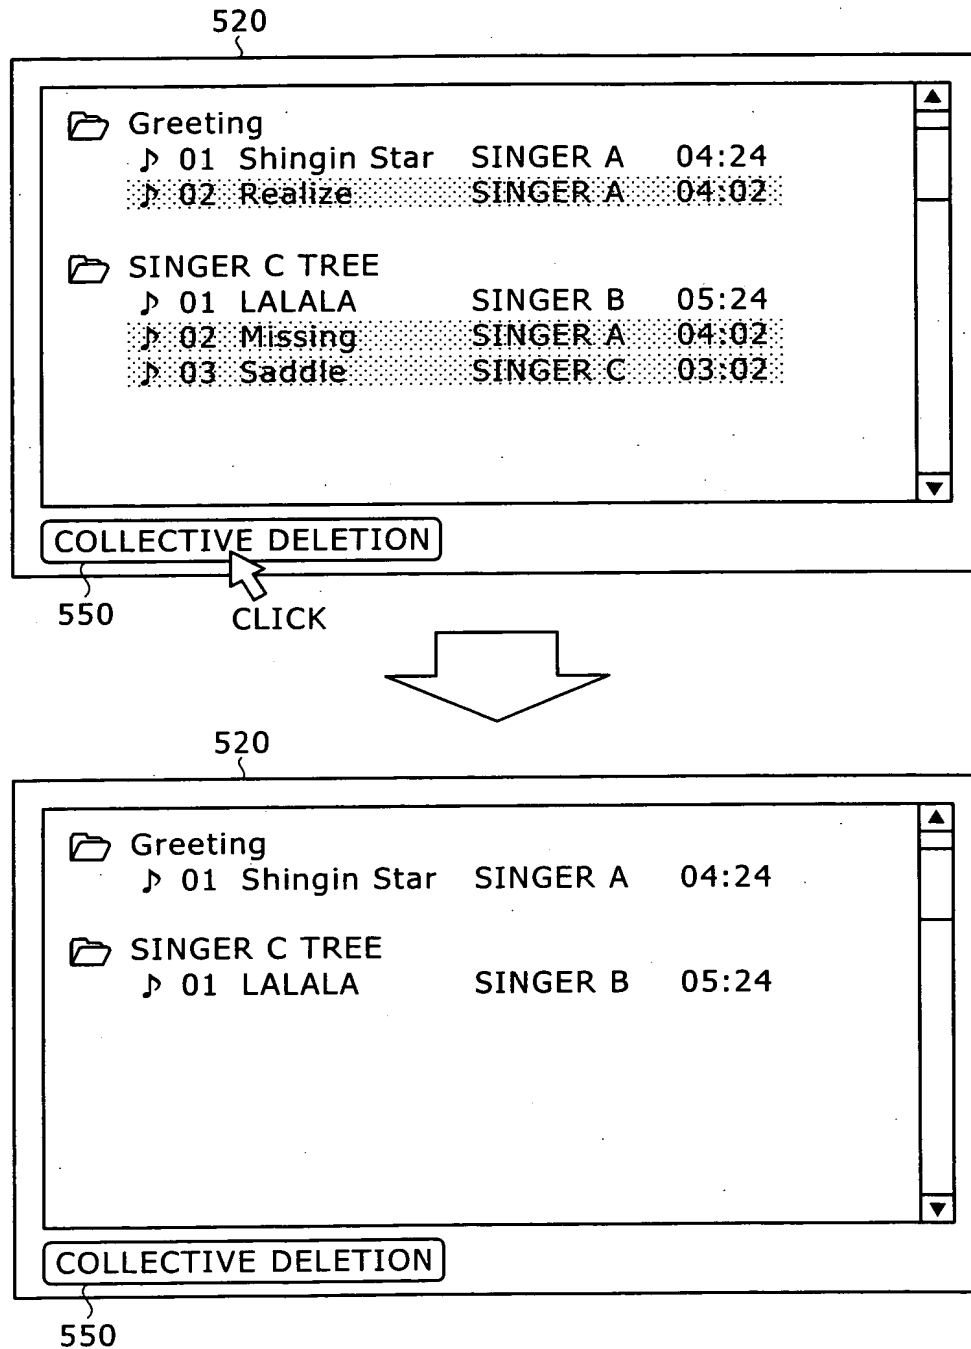 520
Greeting
♪ 01 Shingin Star SINGER A 04:24
♪ 02 Realize SINGER A 04:02
SINGER C TREE
♪ 01 LALALA SINGER B 05:24
♪ 02 Missing SINGER A 04:02
♪ 03 Saddle SINGER C 03:02
COLLECTIVE DELETION
550
CLICK
520
Greeting
♪ 01 Shingin Star SINGER A 04:24
SINGER C TREE
♪ 01 LALALA SINGER B 05:24
COLLECTIVE DELETION
550